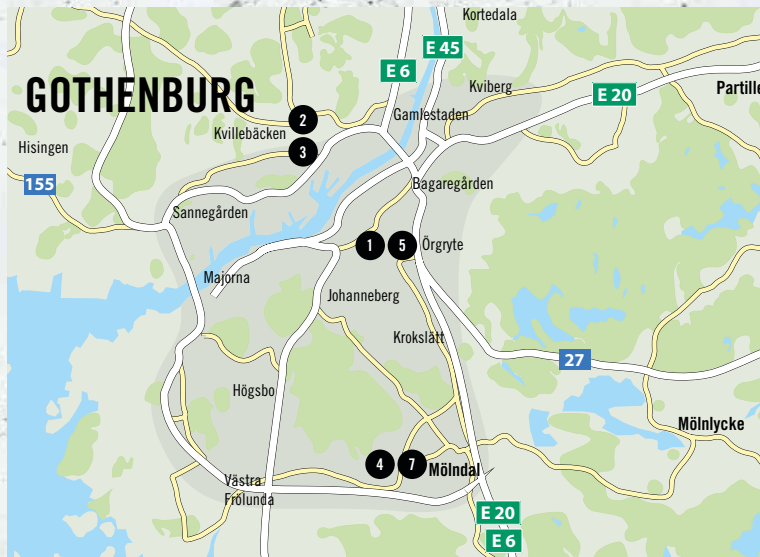 Kortedala
E 45
E 6
Kviberg
E 20
Partille
GOTHENBURG
Gamlestaden
2
Kvillebäcken
Hisingen
3
155
Bagaregården
Sannegården
1
5
Örgryte
Majorna
Johanneberg
Krokslätt
27
Högsbo
Mölnlycke
4
7
Mölndal
Västra
Frölunda
E 20
E 6